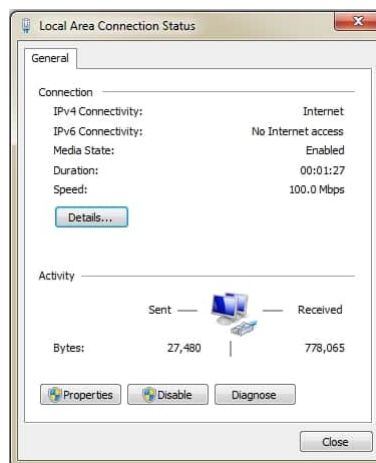 Local Area Connection Status
General
Connection
IPv4 Connectivity: Internet
IPv6 Connectivity: No Internet access
Media State: Enabled
Duration: 00:01:27
Speed: 100.0 Mbps
Details...
Activity
Sent Received
Bytes: 27,480 778,065
Properties Disable Diagnose
Close